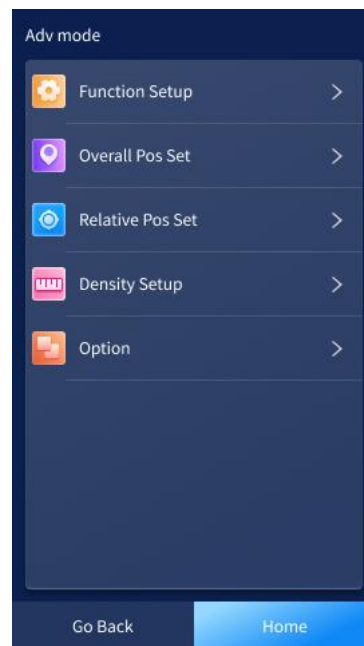 Adv mode
Function Setup
Overall Pos Set
Relative Pos Set
Density Setup
Option
Go Back
Home